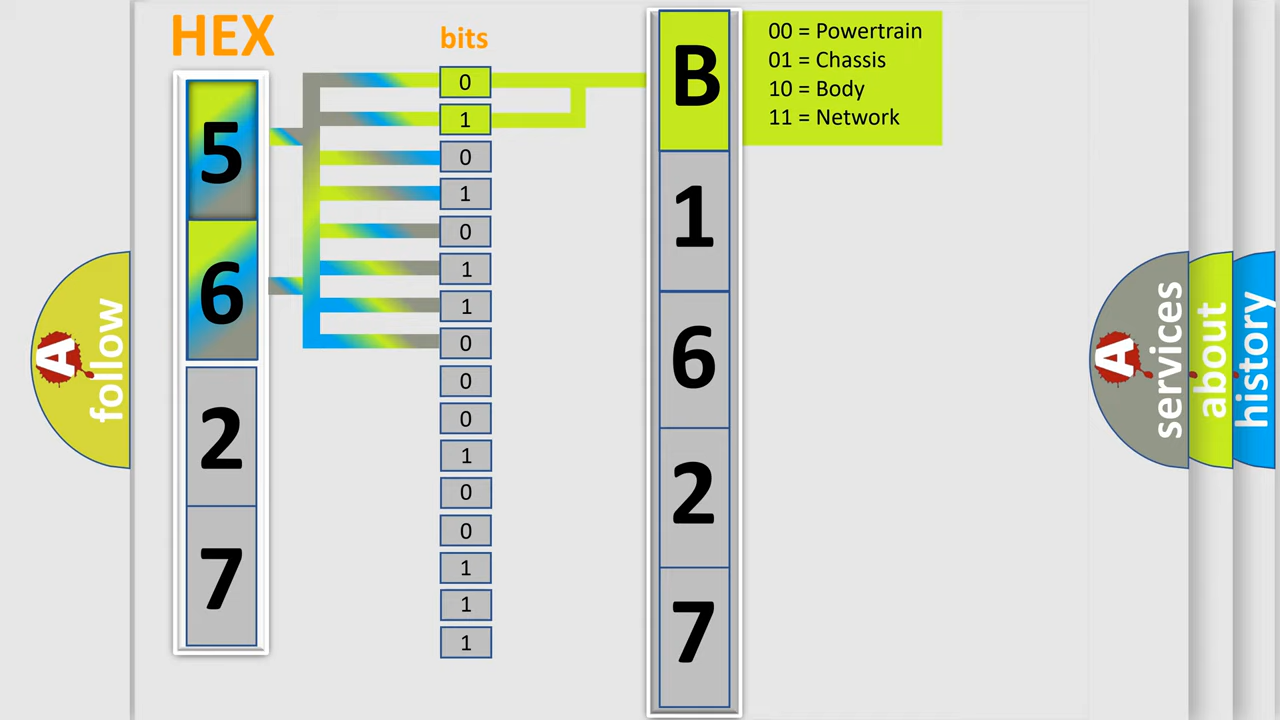 HEX
bits
5
6
2
7
0
1
0
1
0
1
1
0
0
0
1
0
0
1
1
1
B
1
6
2
7
00 = Powertrain
01 = Chassis
10 = Body
11 = Network
A
follow
A
services
about
history